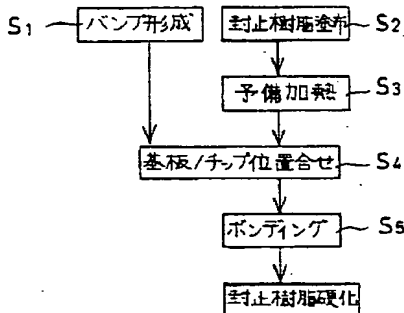 S1 バンプ形成
封止樹脂塗布 S2
予備加熱 S3
基板/チップ位置合せ S4
ボンディング S5
封止樹脂硬化